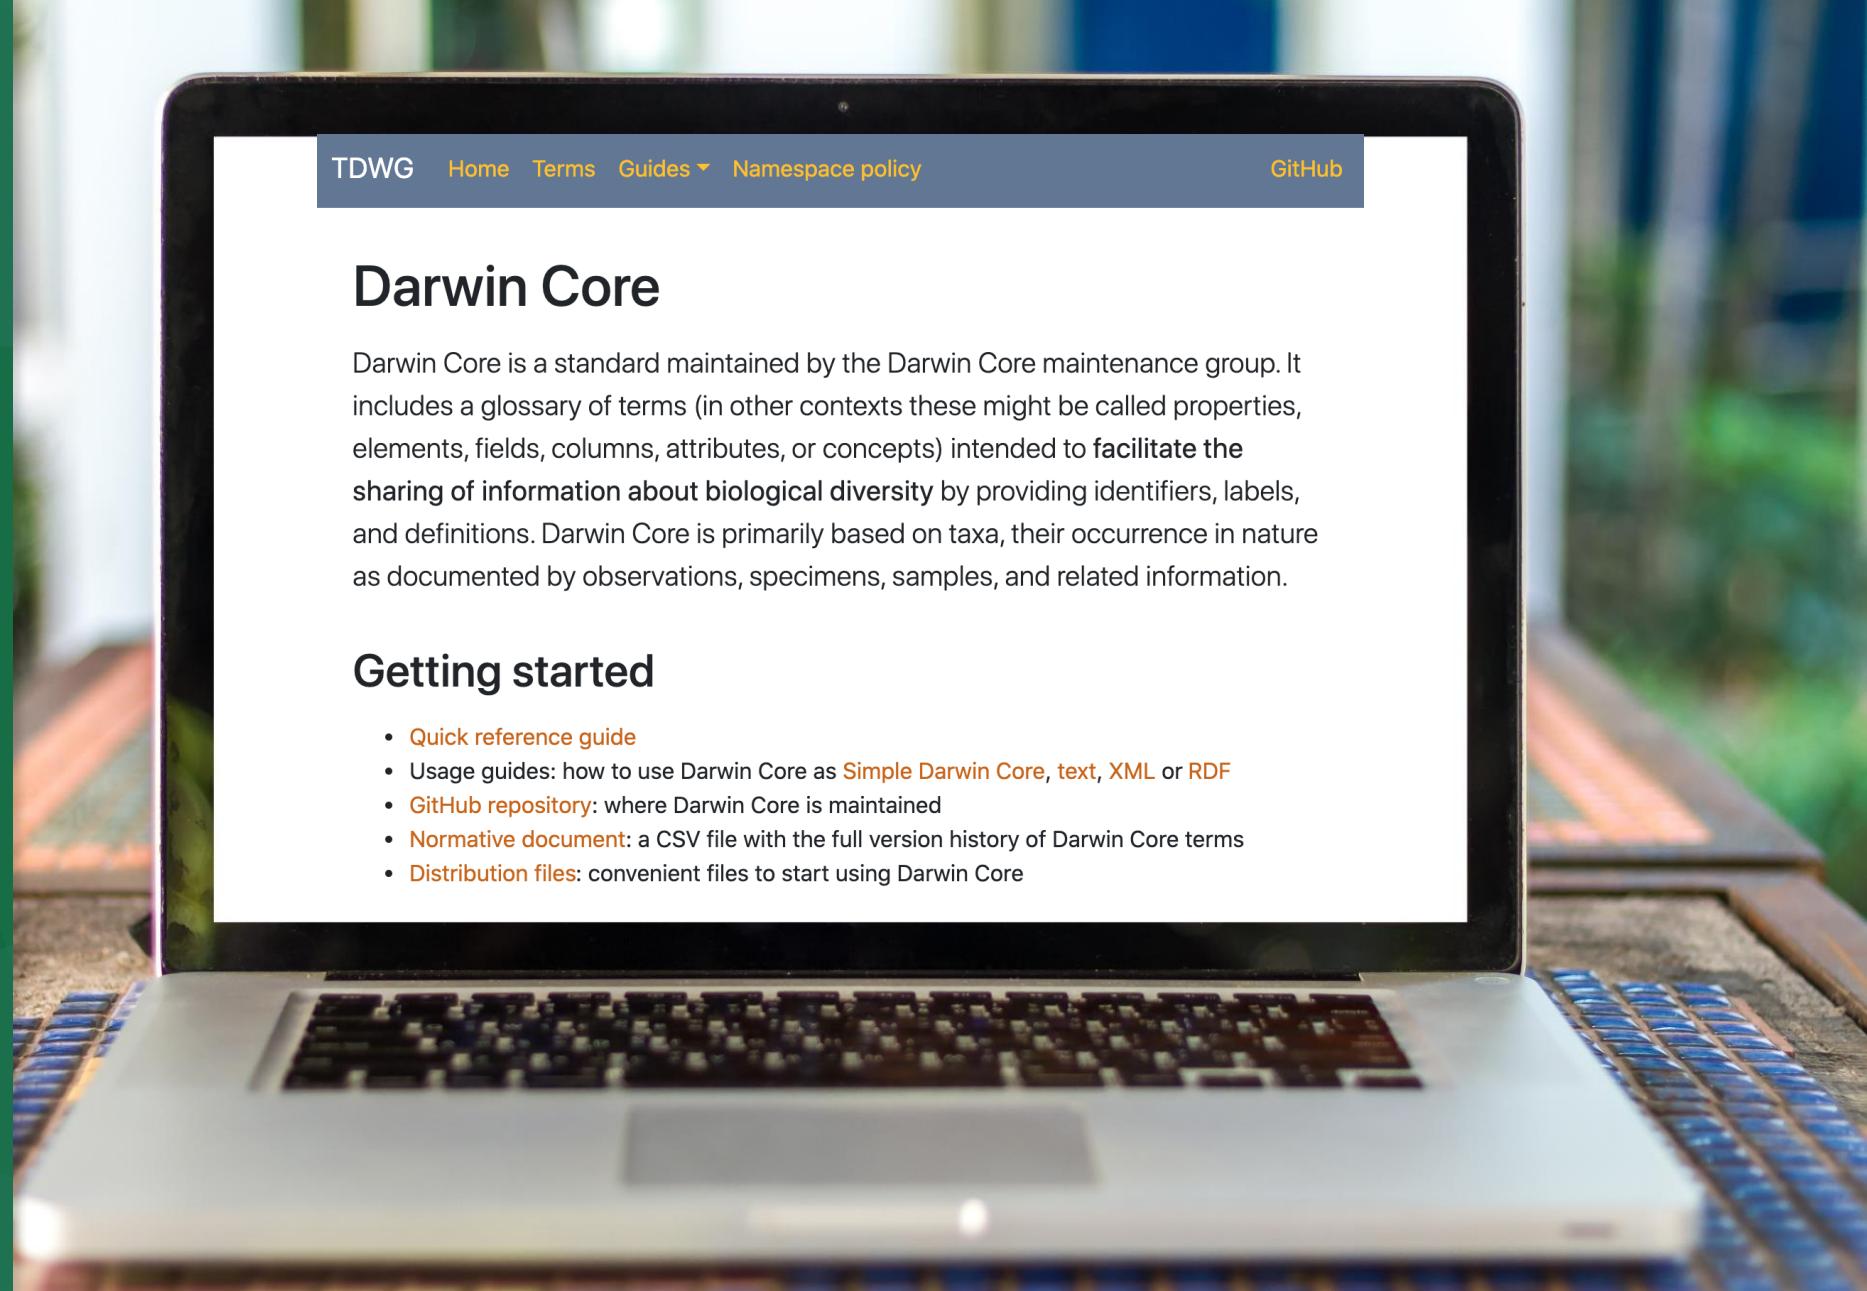 TDWG Home Terms Guides Namespace policy GitHub
Darwin Core
Darwin Core is a standard maintained by the Darwin Core maintenance group. It
includes a glossary of terms (in other contexts these might be called properties,
elements, fields, columns, attributes, or concepts) intended to facilitate the
sharing of information about biological diversity by providing identifiers, labels,
and definitions. Darwin Core is primarily based on taxa, their occurrence in nature
as documented by observations, specimens, samples, and related information.
Getting started
• Quick reference guide
• Usage guides: how to use Darwin Core as Simple Darwin Core, text, XML or RDF
• GitHub repository: where Darwin Core is maintained
• Normative document: a CSV file with the full version history of Darwin Core terms
• Distribution files: convenient files to start using Darwin Core